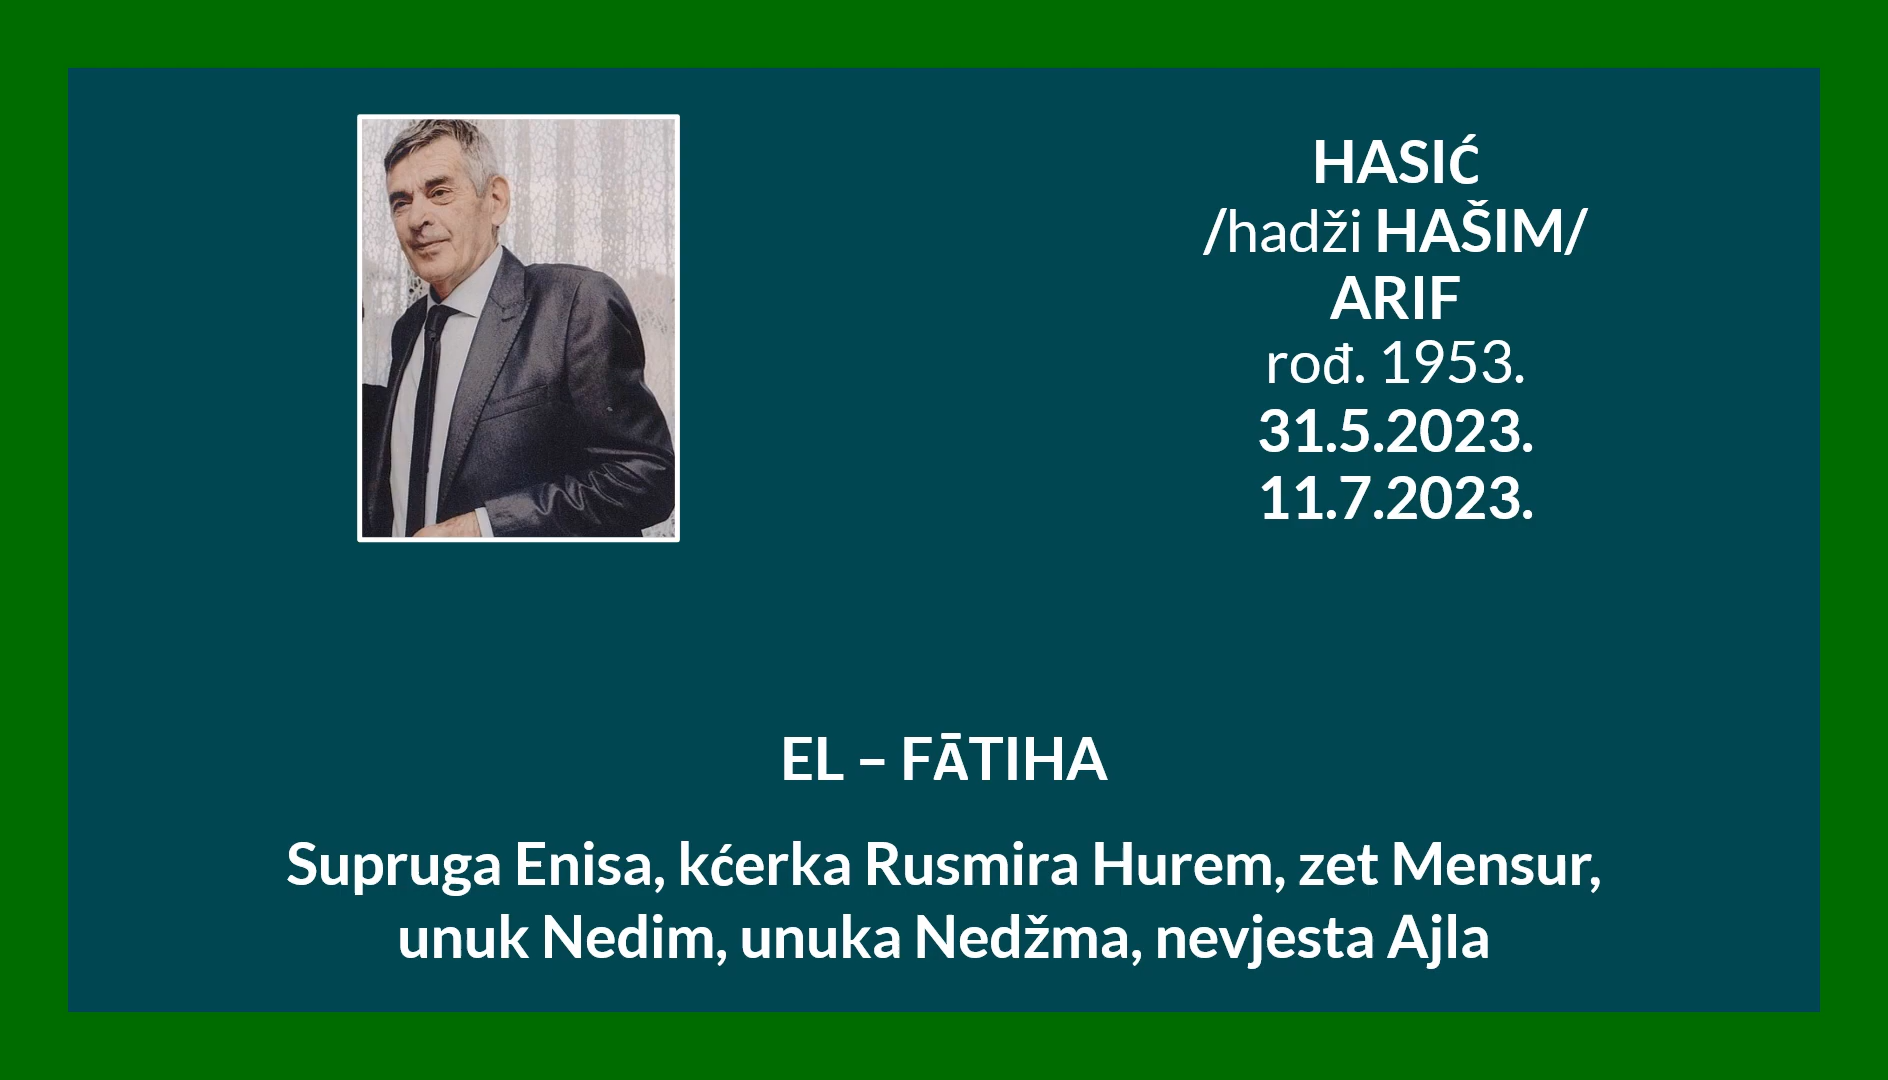 HASIĆ
/hadži HAŠIM/
ARIF
rođ. 1953.
31.5.2023.
11.7.2023.
EL – FĀTIHA
Supruga Enisa, kćerka Rusmira Hurem, zet Mensur,
unuk Nedim, unuka Nedžma, nevjesta Ajla